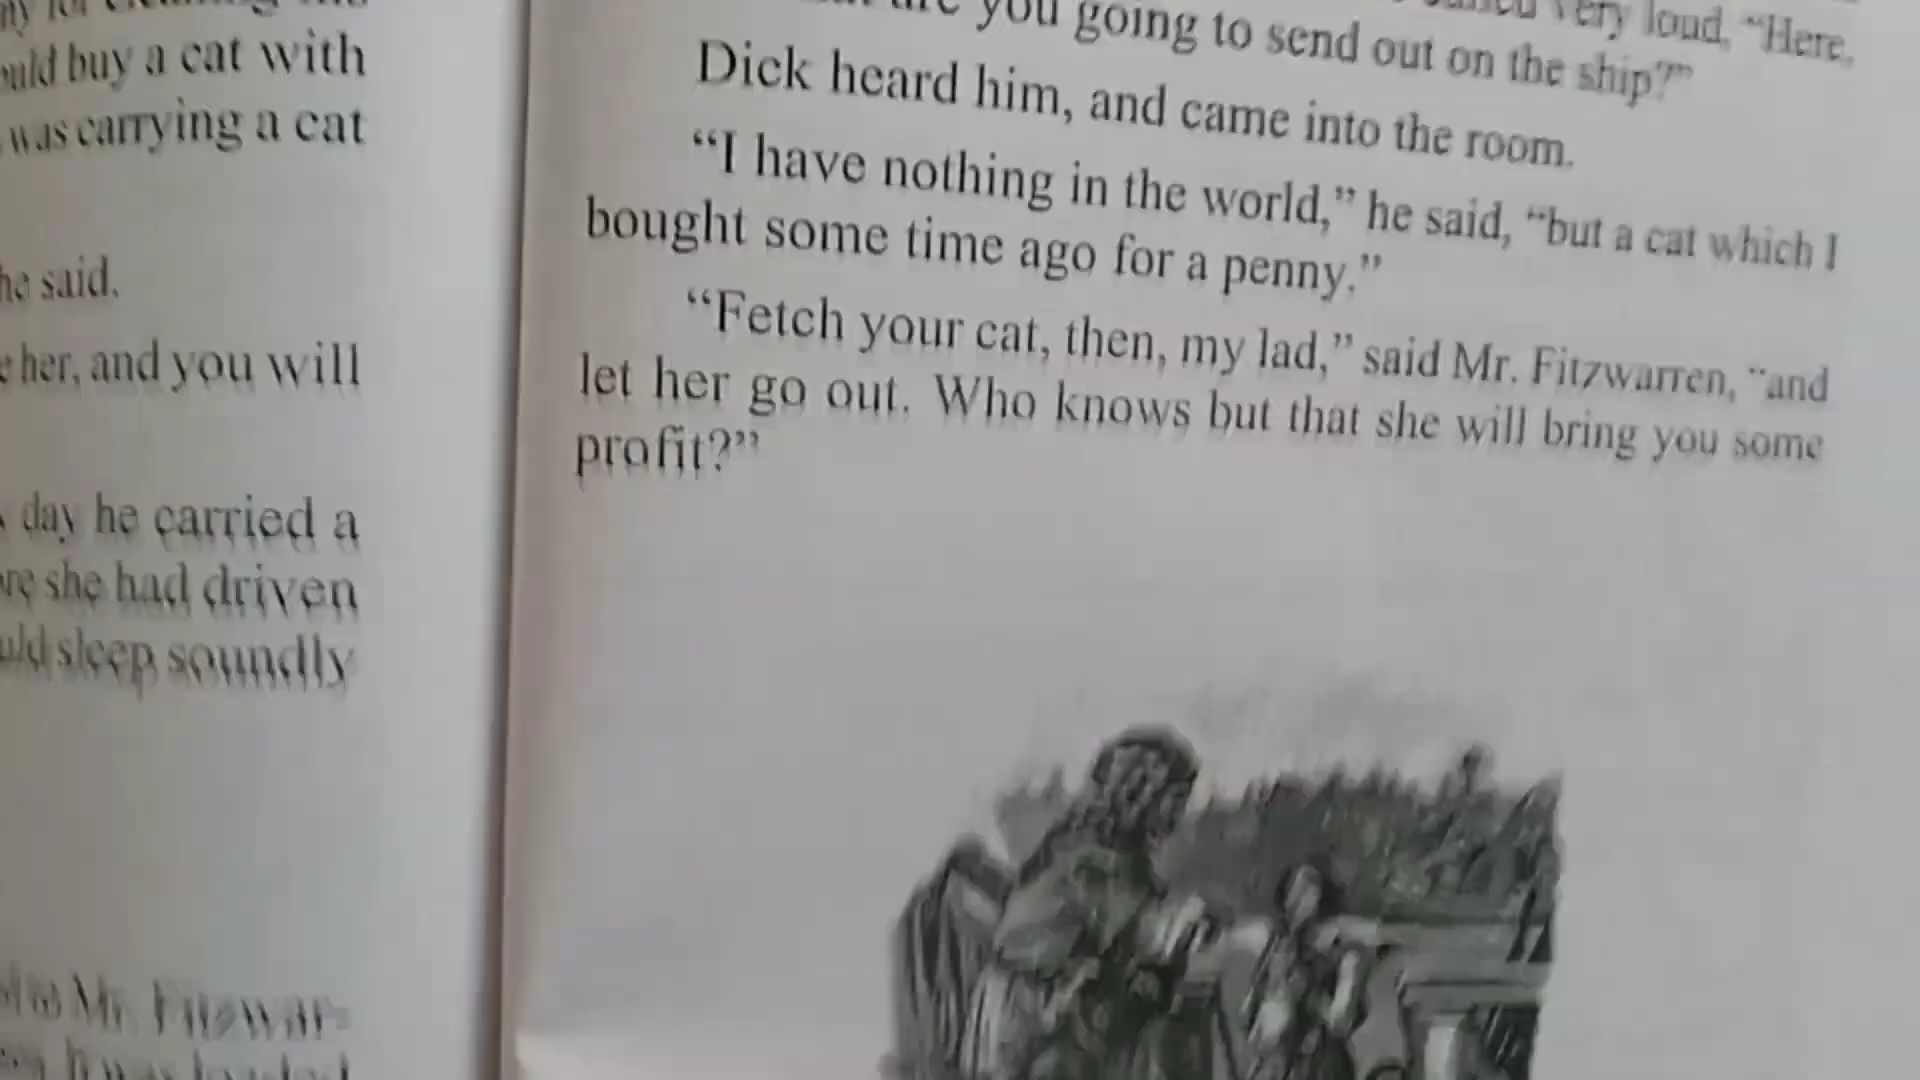 buy a cat with
was carrying a cat
he said.
her, and you will
day he carried a
she had driven
sleep soundly
very loud, “Here,
you going to send out on the ship?”
Dick heard him, and came into the room.
“I have nothing in the world,” he said, “but a cat which I
bought some time ago for a penny.”
“Fetch your cat, then, my lad,” said Mr. Fitzwarren, “and
let her go out. Who knows but that she will bring you some
profit?”